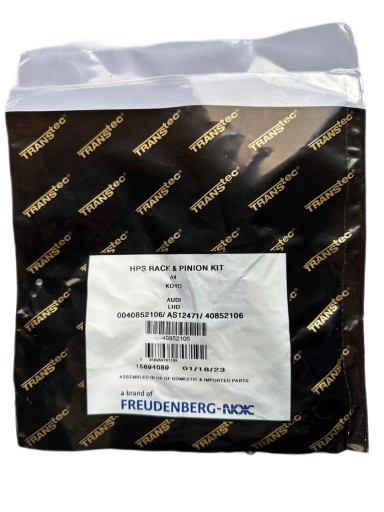 TRANStec®
HPS RACK & PINION KIT
A4
KOYO
AUDI
LHD
0040852106/ AS12471/ 40852106
40852106
15894089 01/18/23
ASSEMBLED IN UK OF DOMESTIC & IMPORTED PARTS
a brand of
FREUDENBERG-NOK